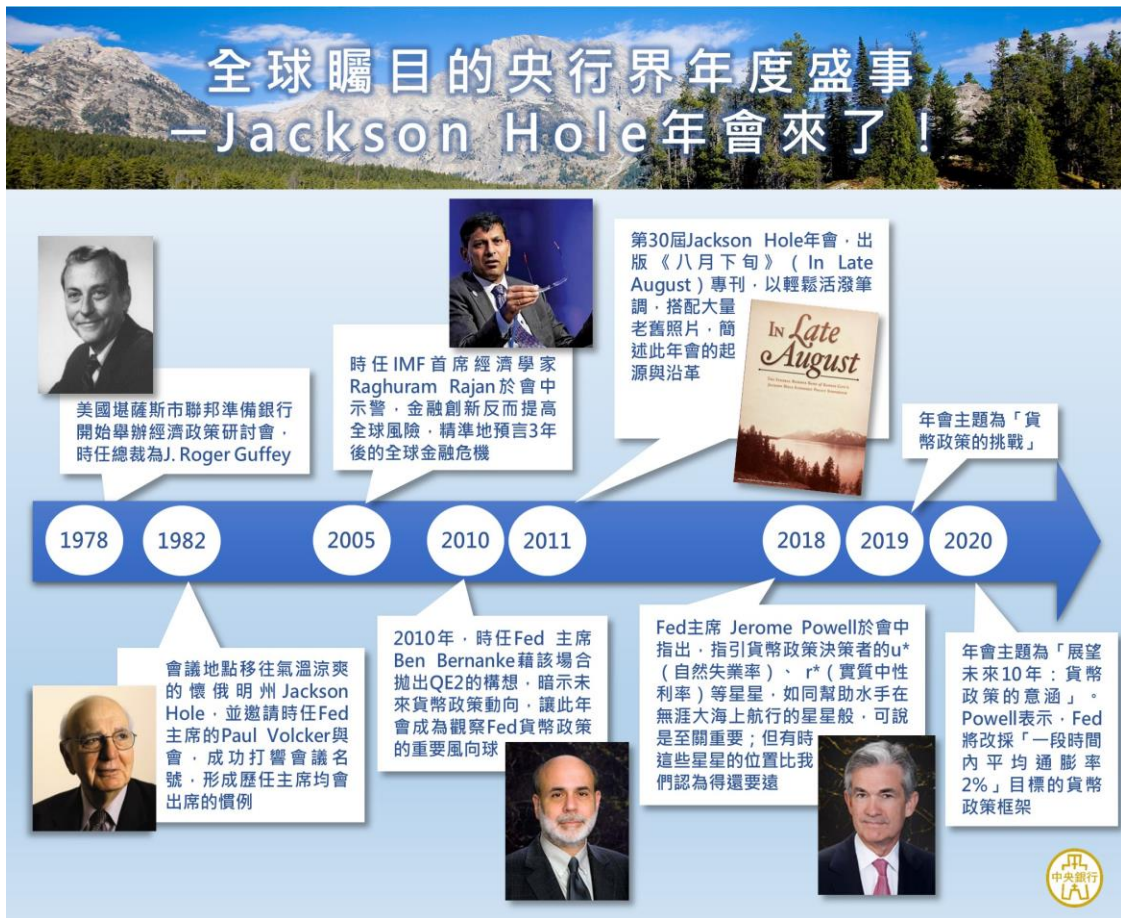 全球矚目的央行界年度盛事
－Jackson Hole年會來了！
美國堪薩斯市聯邦準備銀行
開始舉辦經濟政策研討會，
時任總裁為J. Roger Guffey
時任IMF首席經濟學家
Raghuram Rajan於會中
示警，金融創新反而提高
全球風險，精準地預言3年
後的全球金融危機
第30屆Jackson Hole年會，出
版《八月下旬》（In Late
August）專刊，以輕鬆活潑筆
調，搭配大量
老舊照片，簡
述此年會的起
源與沿革
IN Late
August
年會主題為「貨
幣政策的挑戰」
1978
1982
2005
2010
2011
2018
2019
2020
會議地點移往氣溫涼爽
的懷俄明州Jackson
Hole，並邀請時任Fed
主席的Paul Volcker與
會，成功打響會議名
號，形成歷任主席均會
出席的慣例
2010年，時任Fed 主席
Ben Bernanke藉該場合
拋出QE2的構想，暗示未
來貨幣政策動向，讓此年
會成為觀察Fed貨幣政策
的重要風向球
Fed主席 Jerome Powell於會中
指出，指引貨幣政策決策者的u*
（自然失業率）、 r*（實質中性
利率）等星星，如同幫助水手在
無涯大海上航行的星星般，可說
是至關重要；但有時
這些星星的位置比我
們認為得還要遠
年會主題為「展望
未來10年：貨幣
政策的意涵」。
Powell表示，Fed
將改採「一段時間
內平均通膨率
2%」目標的貨幣
政策框架
中央銀行